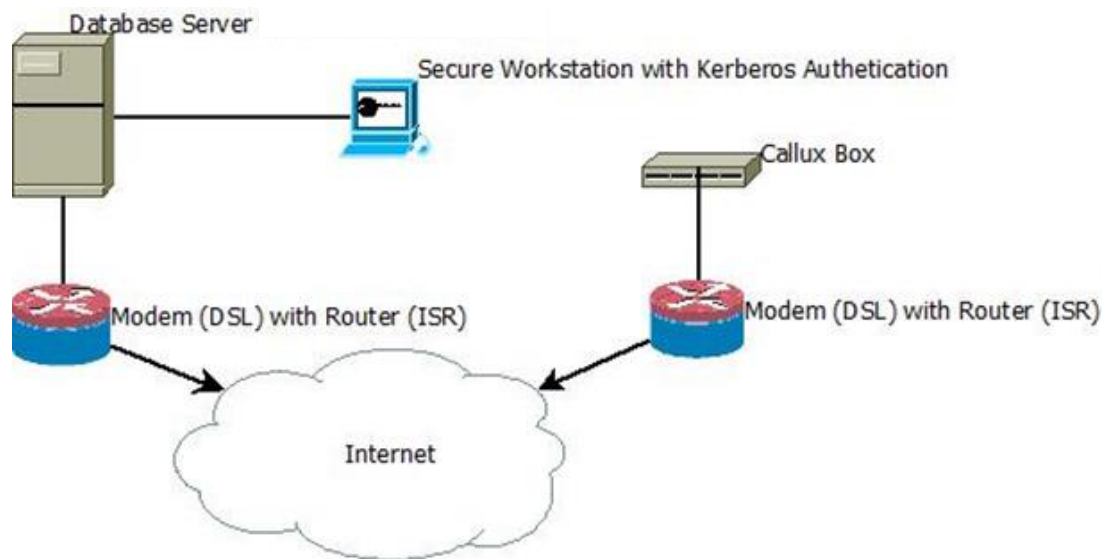 Database Server
Secure Workstation with Kerberos Authetication
Callux Box
Modem (DSL) with Router (ISR)
Modem (DSL) with Router (ISR)
Internet